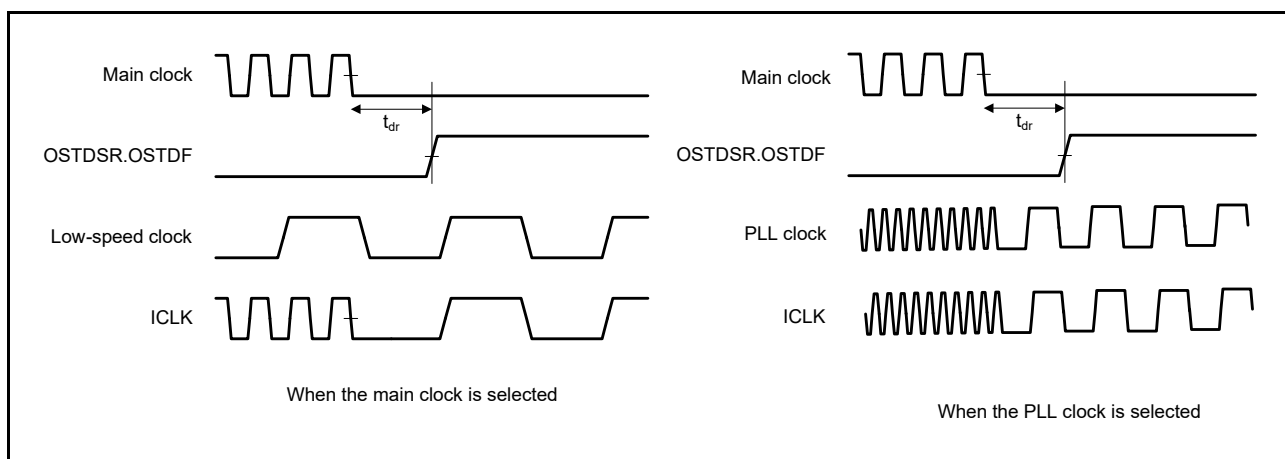 Main clock
tdr
OSTDSR.OSTDF
Low-speed clock
ICLK
When the main clock is selected
Main clock
tdr
OSTDSR.OSTDF
PLL clock
ICLK
When the PLL clock is selected